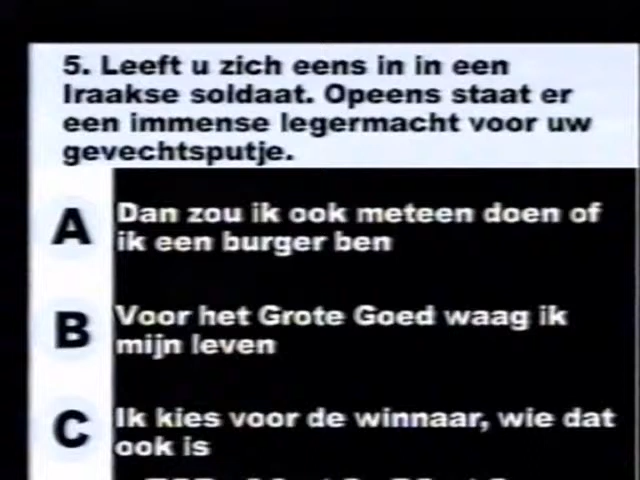 5. Leeft u zich eens in in een
Iraakse soldaat. Opeens staat er
een immense legermacht voor uw
gevechtsputje.
A
Dan zou ik ook meteen doen of
ik een burger ben
B
Voor het Grote Goed waag ik
mijn leven
C
Ik kies voor de winnaar, wie dat
ook is